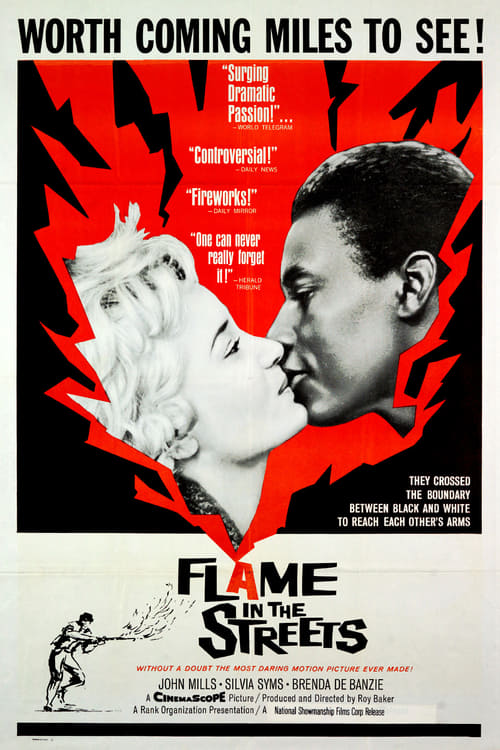 WORTH COMING MILES TO SEE!
"Surging
Dramatic
Passion!"...
—WORLD TELEGRAM
"Controversial!"
—DAILY NEWS
"Fireworks!"
—DAILY MIRROR
"One can never
really forget
it!"—HERALD
TRIBUNE
THEY CROSSED
THE BOUNDARY
BETWEEN BLACK AND WHITE
TO REACH EACH OTHER'S ARMS
FLAME
IN THE
STREETS
WITHOUT A DOUBT THE MOST DARING MOTION PICTURE EVER MADE!
JOHN MILLS • SILVIA SYMS • BRENDA DE BANZIE
A CINEMASCOPE Picture / Produced and Directed by Roy Baker
A Rank Organization Presentation / A National Showmanship Films Corp Release